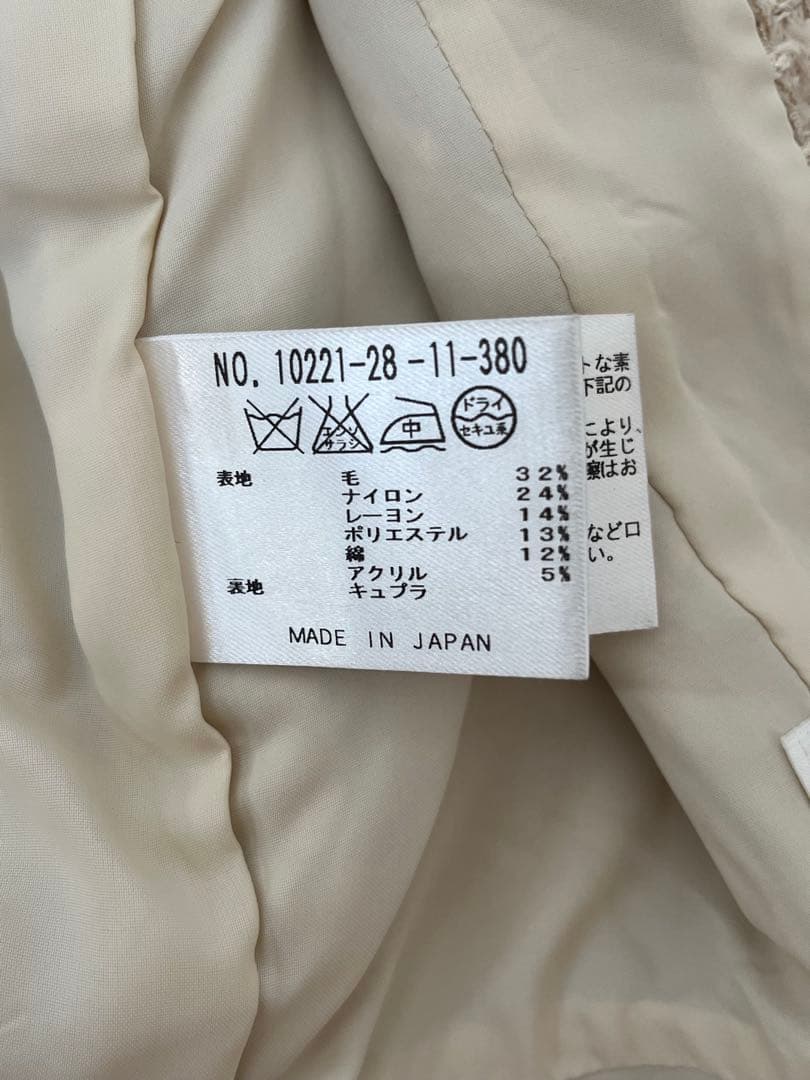 NO. 10221-28-11-380
エンソ サラシ
中
ドライ
セキユ系
表地 毛 32%
ナイロン 24%
レーヨン 14%
ポリエステル 13%
綿 12%
アクリル 5%
表地 キュプラ
MADE IN JAPAN
トな素
下記の
により、
が生じ
際はお
など口
い。